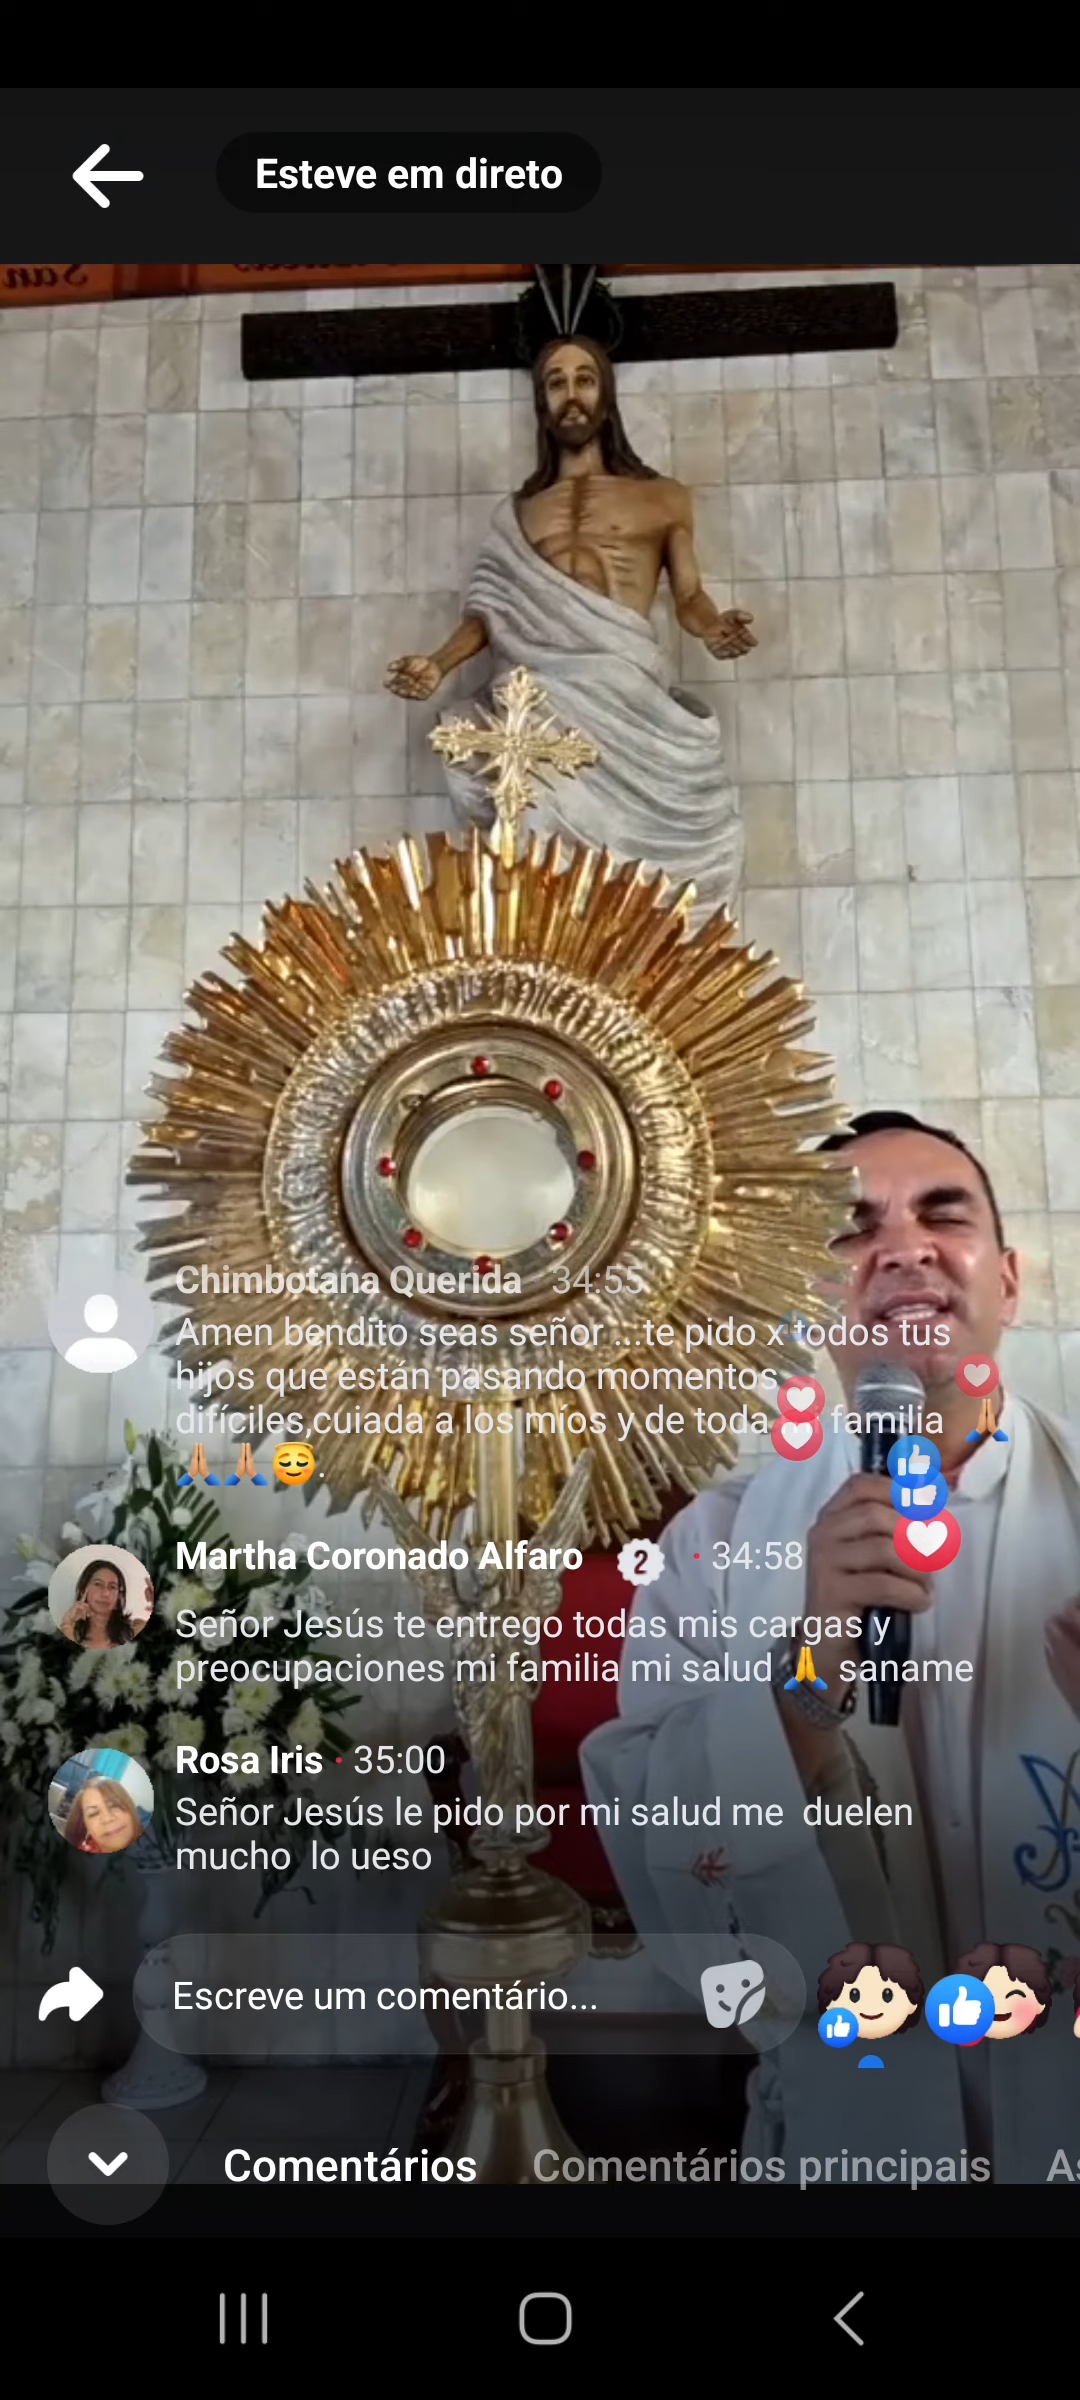 Esteve em direto
San
Chimbotana Querida · 34:55
Amen bendito seas señor ...te pido x todos tus
hijos que están pasando momentos
difíciles,cuiada a los míos y de toda mi familia
🙏🏽🙏🏽😌.
Martha Coronado Alfaro 2 · 34:58
Señor Jesús te entrego todas mis cargas y
preocupaciones mi familia mi salud 🙏 saname
Rosa Iris · 35:00
Señor Jesús le pido por mi salud me  duelen
mucho  lo ueso
Escreve um comentário...
Comentários Comentários principais As